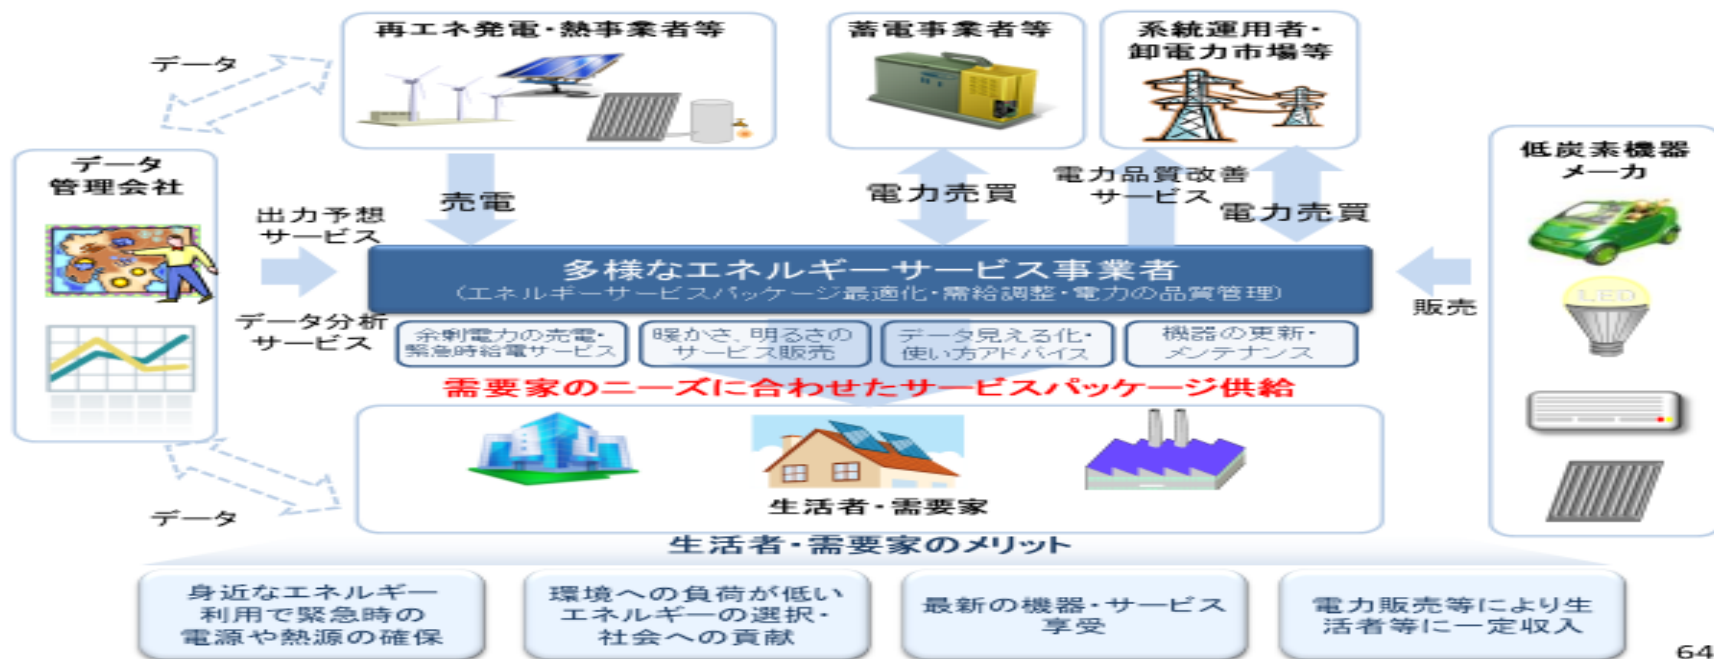 再エネ発電・熱事業者等
蓄電事業者等
系統運用者・
卸電力市場等
データ
データ
管理会社
低炭素機器
メーカ
売電
電力売買
電力品質改善
サービス
電力売買
出力予想
サービス
多様なエネルギーサービス事業者
（エネルギーサービスパッケージ最適化・需給調整・電力の品質管理）
販売
データ分析
サービス
余剰電力の売電・
緊急時給電サービス
暖かさ、明るさの
サービス販売
データ見える化・
使い方アドバイス
機器の更新・
メンテナンス
LED
需要家のニーズに合わせたサービスパッケージ供給
生活者・需要家
データ
生活者・需要家のメリット
身近なエネルギー
利用で緊急時の
電源や熱源の確保
環境への負荷が低い
エネルギーの選択・
社会への貢献
最新の機器・サービス
享受
電力販売等により生
活者等に一定収入
64